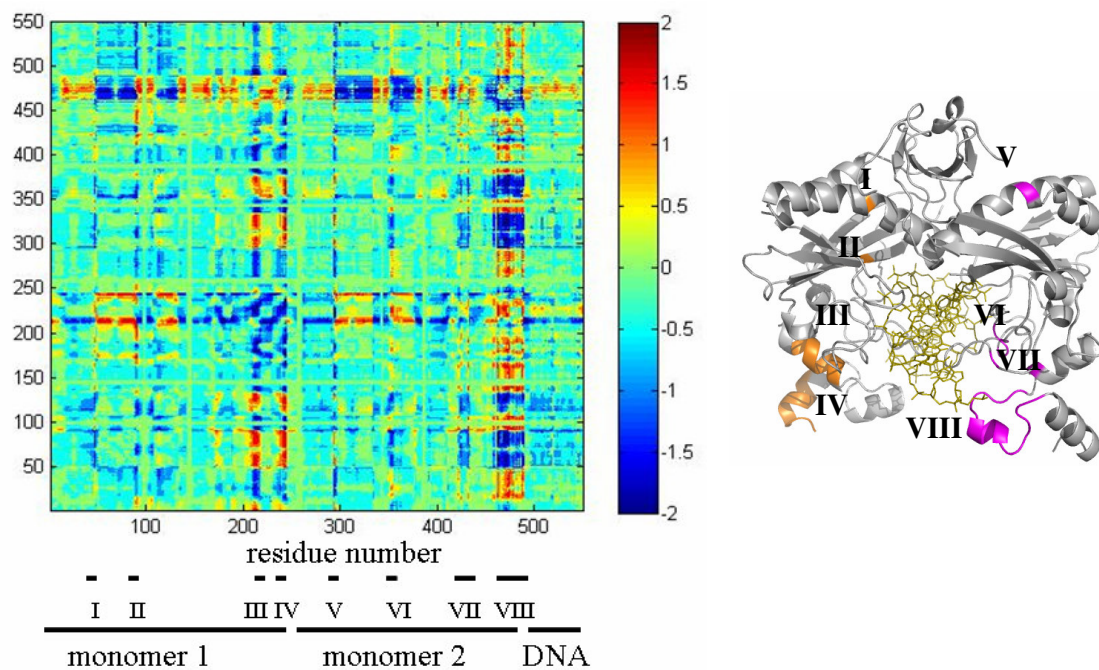 550
500
450
400
350
300
250
200
150
100
50
100 200 300 400 500
residue number
I II III IV V VI VII VIII
monomer 1 monomer 2 DNA
2
1.5
1
0.5
0
-0.5
-1
-1.5
-2
V
I
II
III VI
VII
IV
VIII